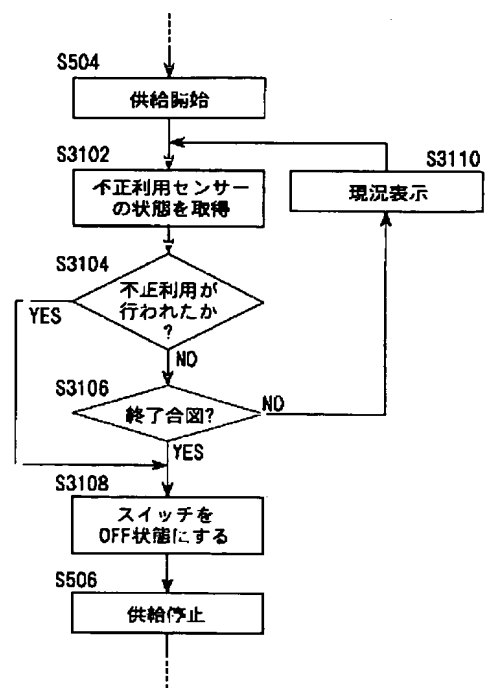 S504
供給開始
S3102
不正利用センサー
の状態を取得
S3110
現況表示
S3104
不正利用が
行われたか
?
YES
NO
S3106
終了合図?
NO
YES
S3108
スイッチを
OFF状態にする
S506
供給停止